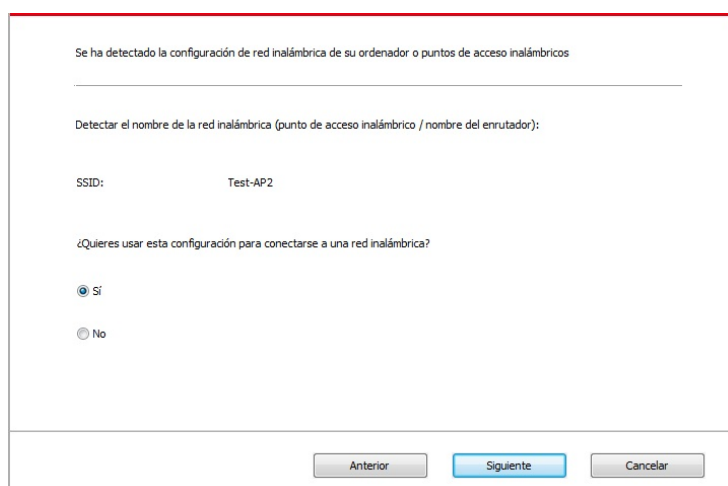 Se ha detectado la configuración de red inalámbrica de su ordenador o puntos de acceso inalámbricos
Detectar el nombre de la red inalámbrica (punto de acceso inalámbrico / nombre del enrutador):
SSID: Test-AP2
¿Quieres usar esta configuración para conectarse a una red inalámbrica?
Sí
No
Anterior Siguiente Cancelar